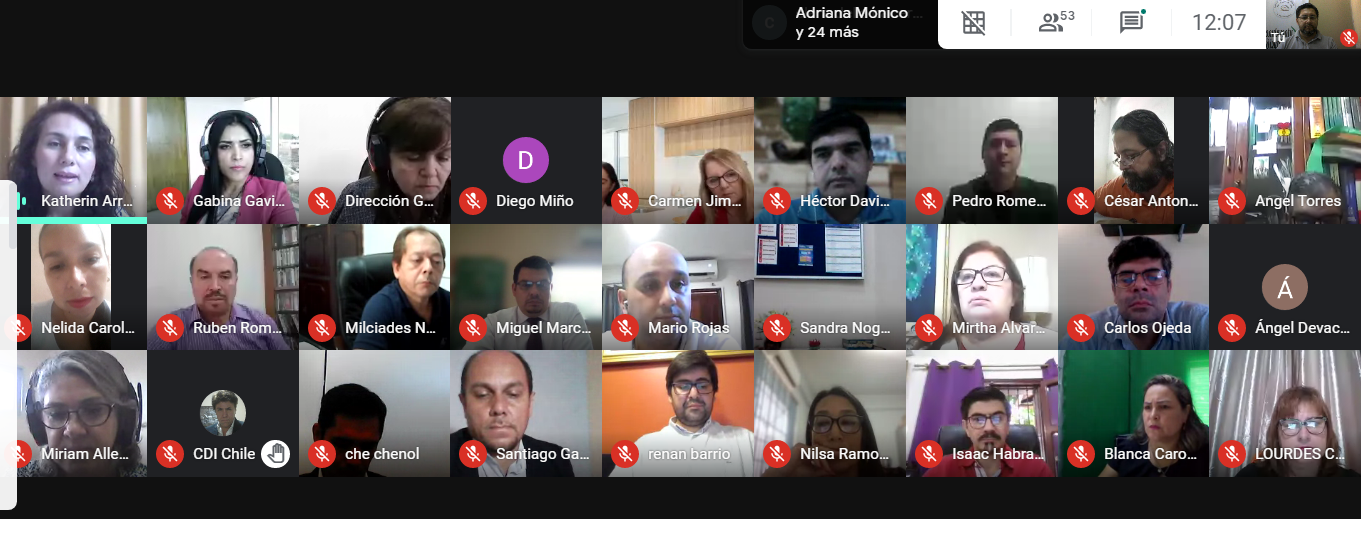 Adriana Mónico ...
y 24 más
C
53
12:07
Tú
Katherin Arr...
Gabina Gavi...
Dirección G...
D
Diego Miño
Carmen Jim...
Héctor Davi...
Pedro Rome...
César Anton...
Angel Torres
Nelida Carol...
Ruben Rom...
Milciades N...
Miguel Marc...
Mario Rojas
Sandra Nog...
Mirtha Alvar...
Carlos Ojeda
Á
Ángel Devac...
Miriam Alle...
CDI Chile
che chenol
Santiago Ga...
renan barrio
Nilsa Ramo...
Isaac Habra...
Blanca Caro...
LOURDES C...